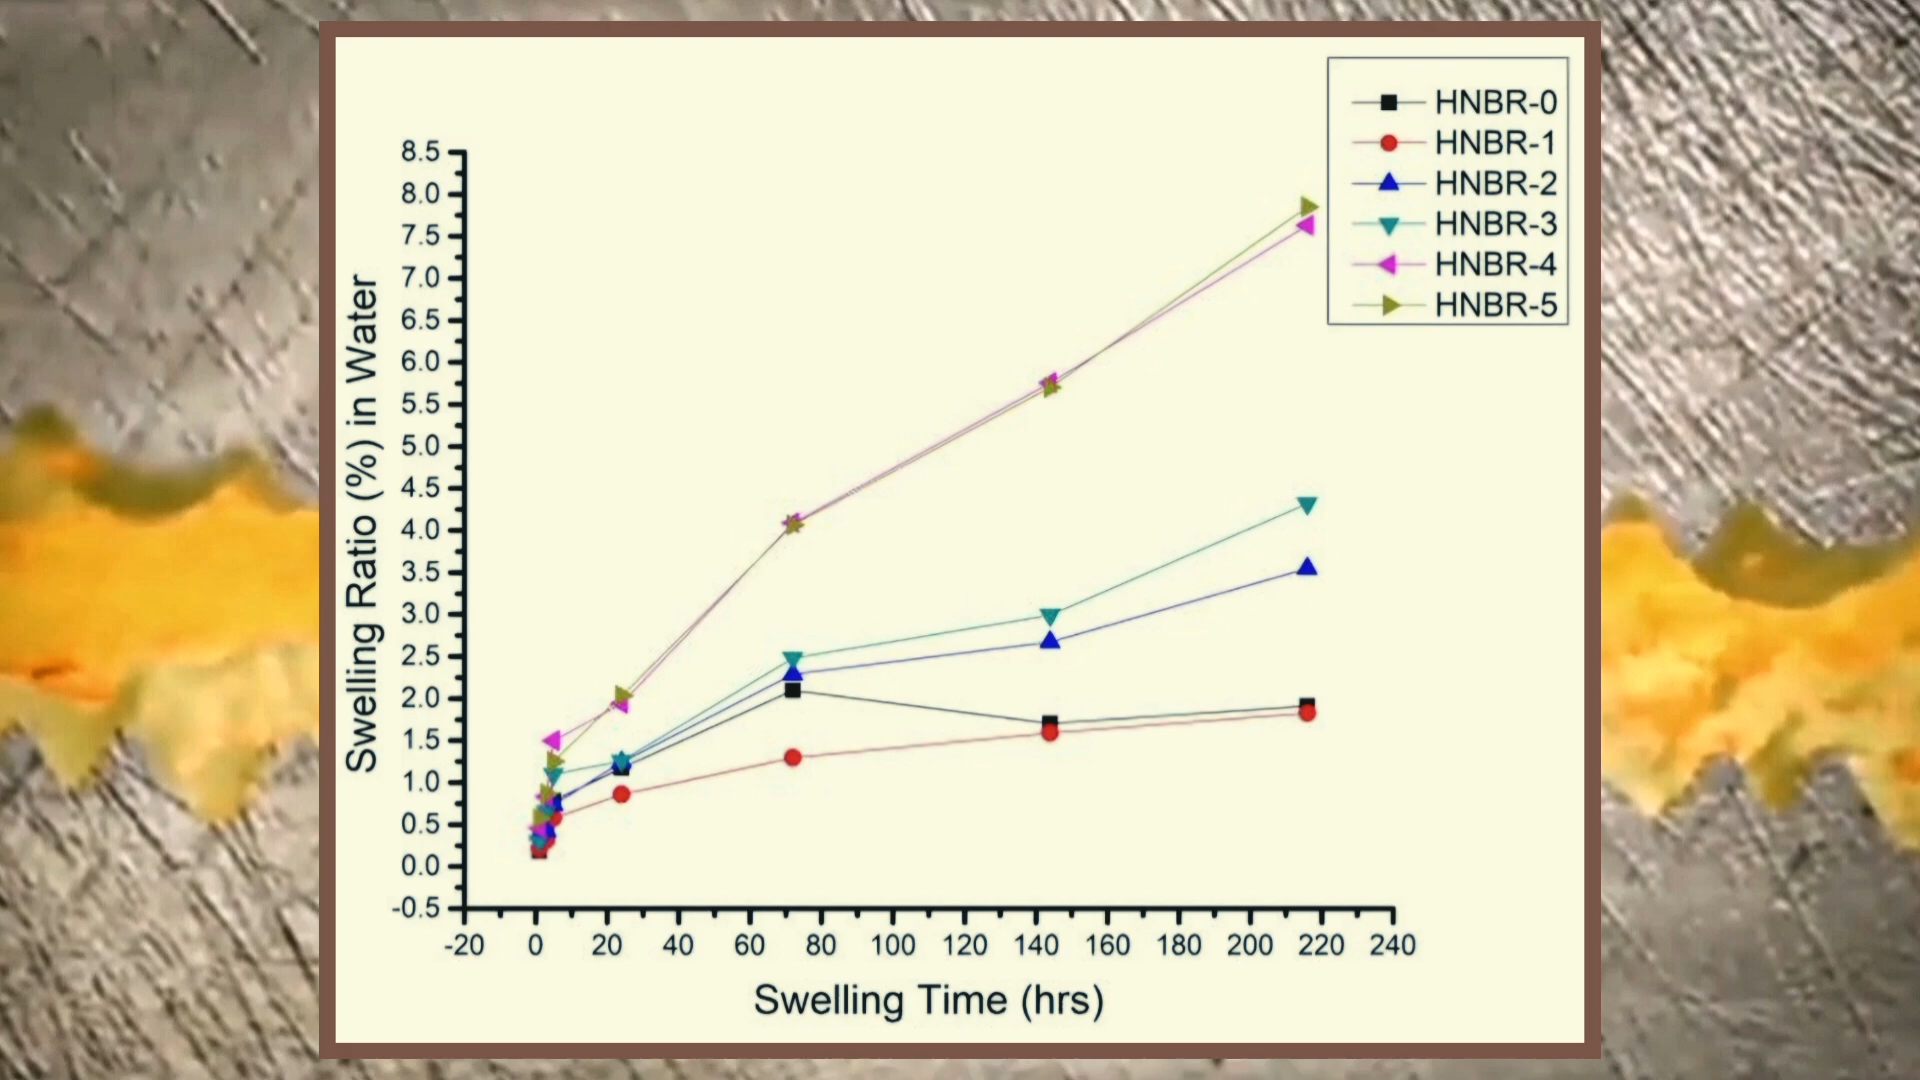 HNBR-0
HNBR-1
HNBR-2
HNBR-3
HNBR-4
HNBR-5
8.5
8.0
7.5
7.0
6.5
6.0
5.5
5.0
4.5
4.0
3.5
3.0
2.5
2.0
1.5
1.0
0.5
0.0
-0.5
Swelling Ratio (%) in Water
-20 0 20 40 60 80 100 120 140 160 180 200 220 240
Swelling Time (hrs)